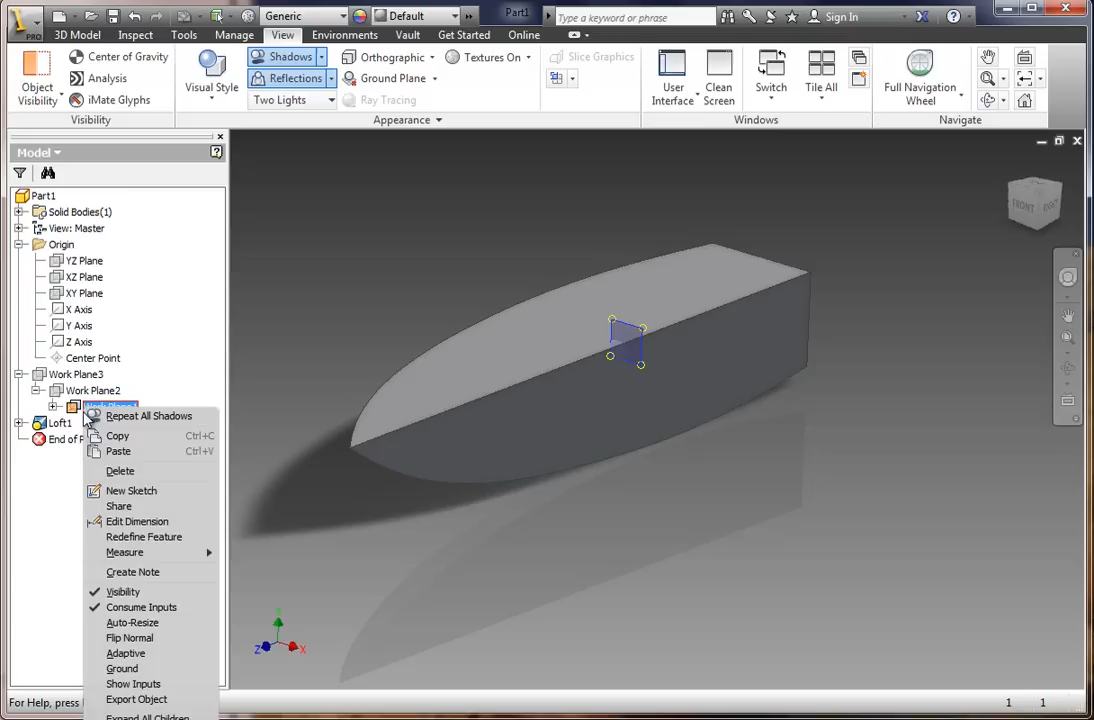 PRO
Generic
Default
Part1
Type a keyword or phrase
Sign In
3D Model
Inspect
Tools
Manage
View
Environments
Vault
Get Started
Online
Object
Visibility
Center of Gravity
Analysis
iMate Glyphs
Visibility
Visual Style
Shadows
Reflections
Two Lights
Orthographic
Ground Plane
Ray Tracing
Textures On
Slice Graphics
Appearance
User
Interface
Clean
Screen
Switch
Tile All
Windows
Full Navigation
Wheel
Navigate
Model
Part1
Solid Bodies(1)
View: Master
Origin
YZ Plane
XZ Plane
XY Plane
X Axis
Y Axis
Z Axis
Center Point
Work Plane3
Work Plane2
Loft1
End of P
Repeat All Shadows
Copy Ctrl+C
Paste Ctrl+V
Delete
New Sketch
Share
Edit Dimension
Redefine Feature
Measure
Create Note
Visibility
Consume Inputs
Auto-Resize
Flip Normal
Adaptive
Ground
Show Inputs
Export Object
Expand All Children
FRONT
RIGHT
Z
X
For Help, press
1 1